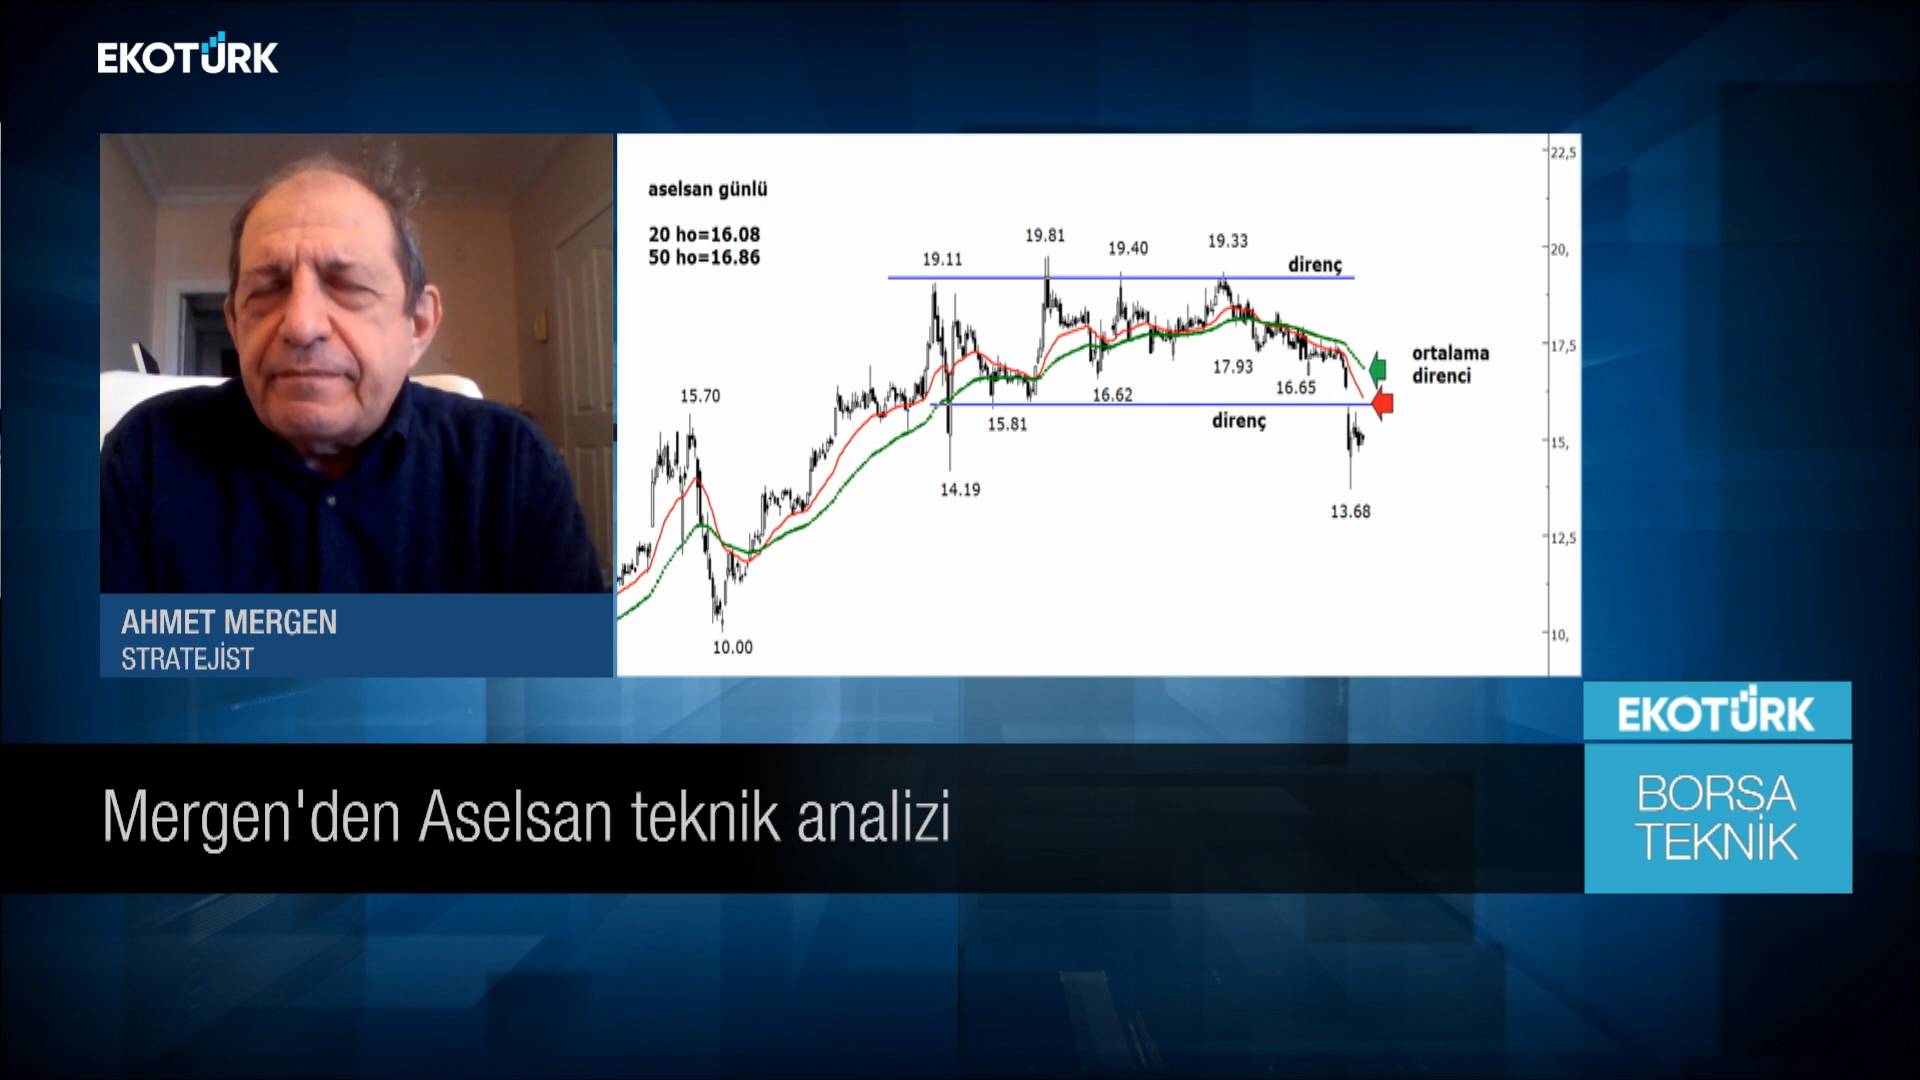 EKOTÜRK
aselsan günlü
20 ho=16.08
50 ho=16.86
22,5
20,
17,5
15,
12,5
10,
19.11
19.81
19.40
19.33
direnç
ortalama
direnci
15.70
17.93
16.62
16.65
15.81
direnç
14.19
13.68
10.00
AHMET MERGEN
STRATEJİST
EKOTÜRK
Mergen'den Aselsan teknik analizi
BORSA
TEKNİK